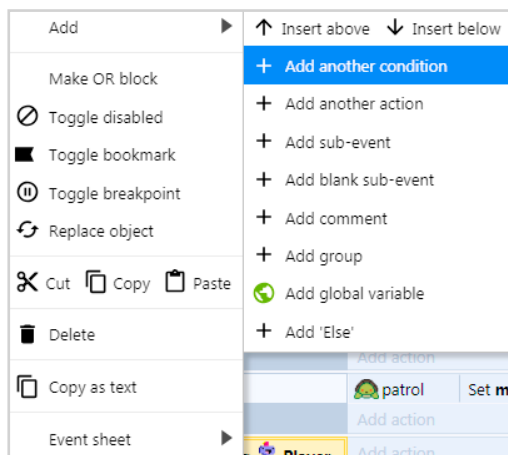 Add
Make OR block
Toggle disabled
Toggle bookmark
Toggle breakpoint
Replace object
Cut Copy Paste
Delete
Copy as text
Event sheet
Insert above Insert below
Add another condition
Add another action
Add sub-event
Add blank sub-event
Add comment
Add group
Add global variable
Add 'Else'
Add action
patrol Set
Add action
Player Add action